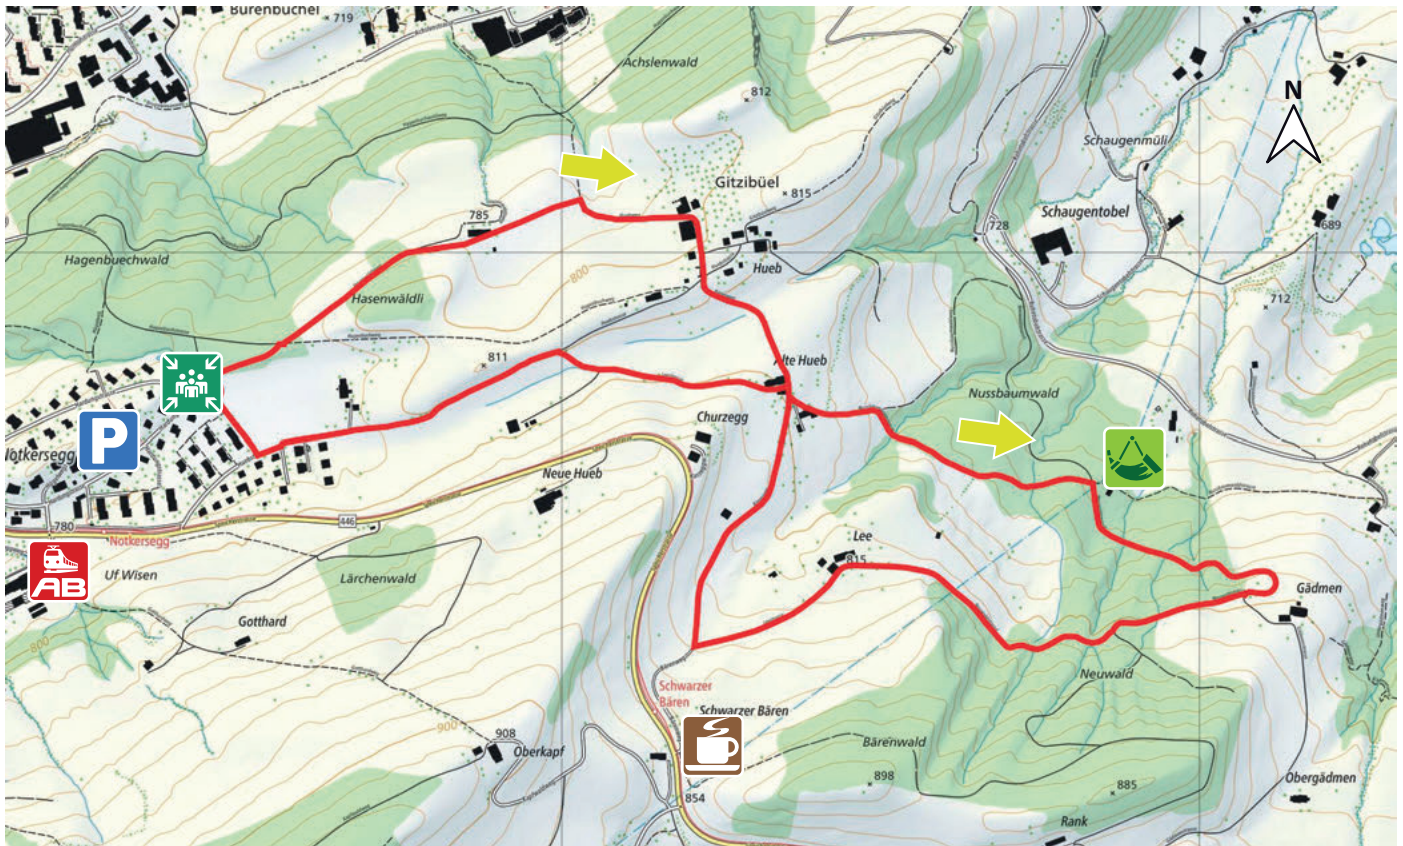 Burenbüchel
719
Achslenwald
812
N
Schaugenmüli
Gitzibüel
815
785
Schaugentobel
728
689
Hagenbuechwald
Hueb
800
Hasenwäldli
712
811
Alte Hueb
Nussbaumwald
Churzegg
P
Notkersegg
Neue Hueb
446
780
Notkersegg
Lee
815
AB
Uf Wisen
Lärchenwald
Gädmen
Gotthard
800
Neuwald
Schwarzer
Bären
Schwarzer Bären
900
908
Oberkapf
Bärenwald
898
885
Obergädmen
854
Rank